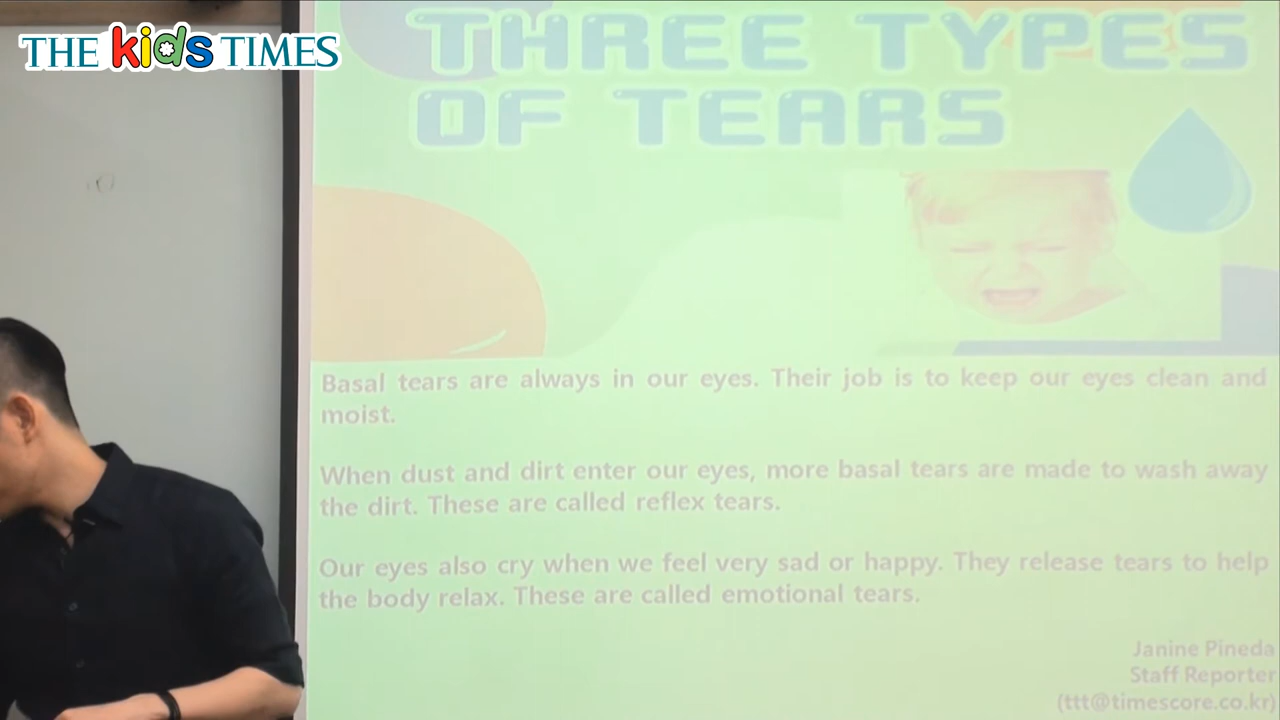 THE kids TIMES
THREE TYPES
OF TEARS
Basal tears are always in our eyes. Their job is to keep our eyes clean and
moist.
When dust and dirt enter our eyes, more basal tears are made to wash away
the dirt. These are called reflex tears.
Our eyes also cry when we feel very sad or happy. They release tears to help
the body relax. These are called emotional tears.
Janine Pineda
Staff Reporter
(ttt@timescore.co.kr)